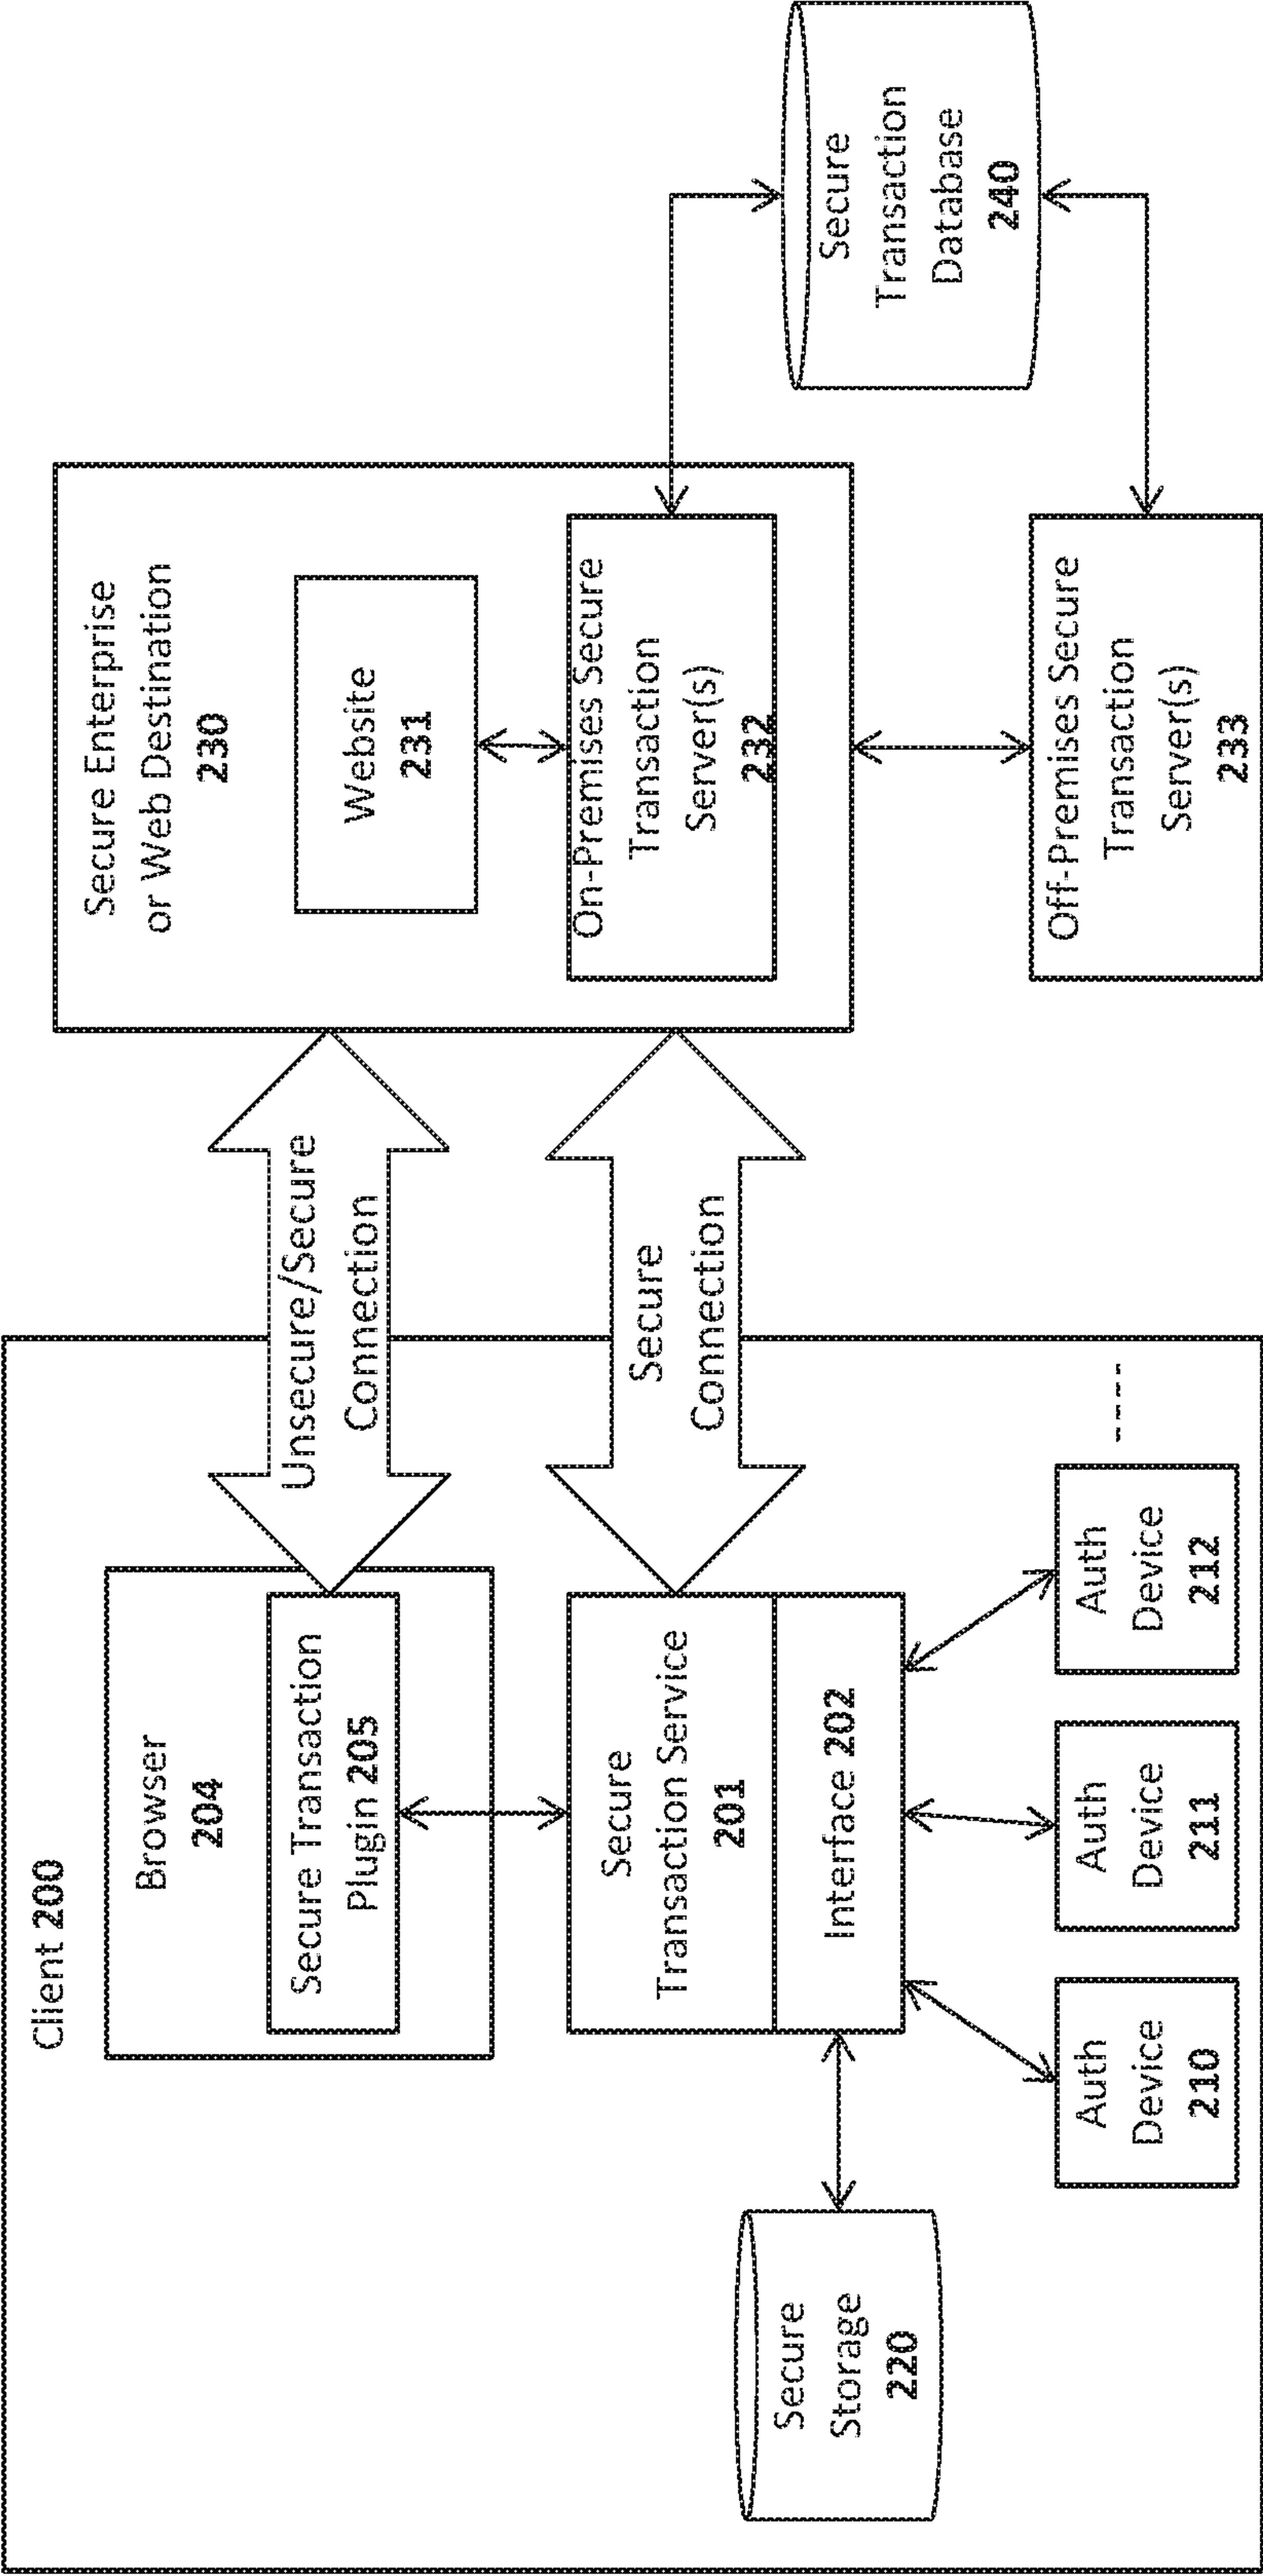 Client 200
Browser
204
Secure Transaction
Plugin 205
Secure
Transaction Service
201
Interface 202
Secure
Storage
220
Auth
Device
210
Auth
Device
211
Auth
Device
212
----
Unsecure/Secure
Connection
Secure
Connection
Secure Enterprise
or Web Destination
230
Website
231
On-Premises Secure
Transaction
Server(s)
232
Off-Premises Secure
Transaction
Server(s)
233
Secure
Transaction
Database
240